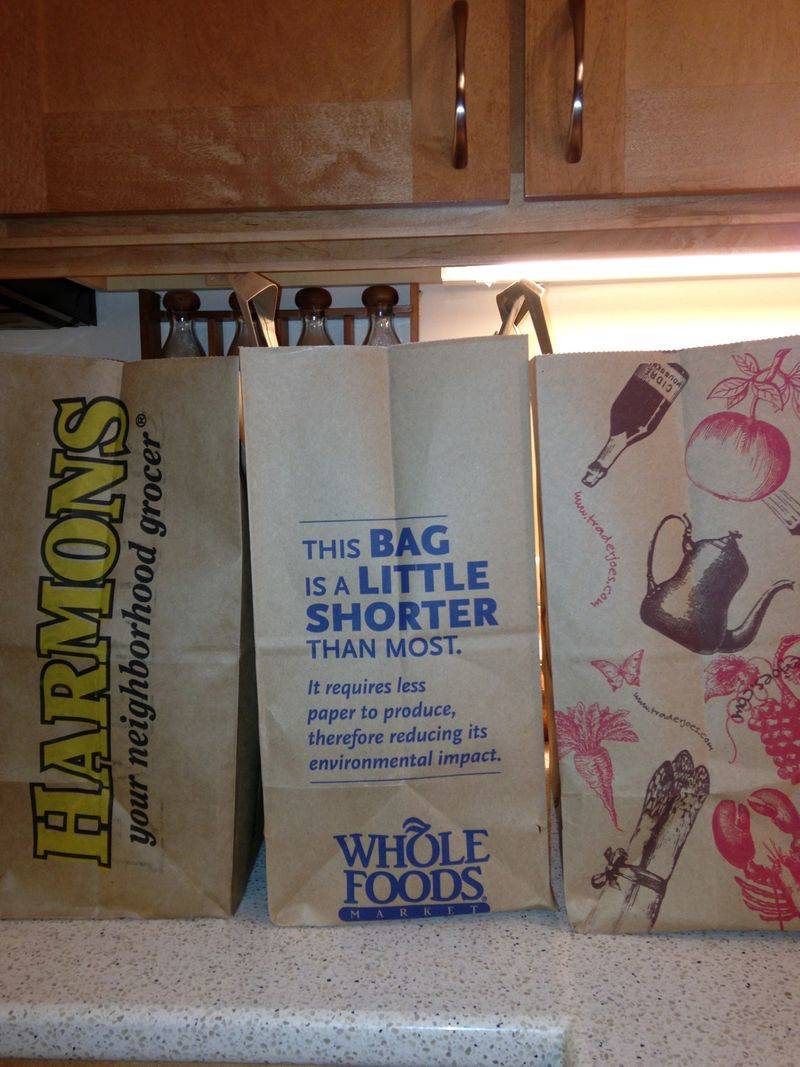 HARMONS
your neighborhood grocer®
THIS BAG
IS A LITTLE
SHORTER
THAN MOST.
It requires less
paper to produce,
therefore reducing its
environmental impact.
WHOLE
FOODS
MARKET
CIDRE
www.traderjoes.com
www.traderjoes.com